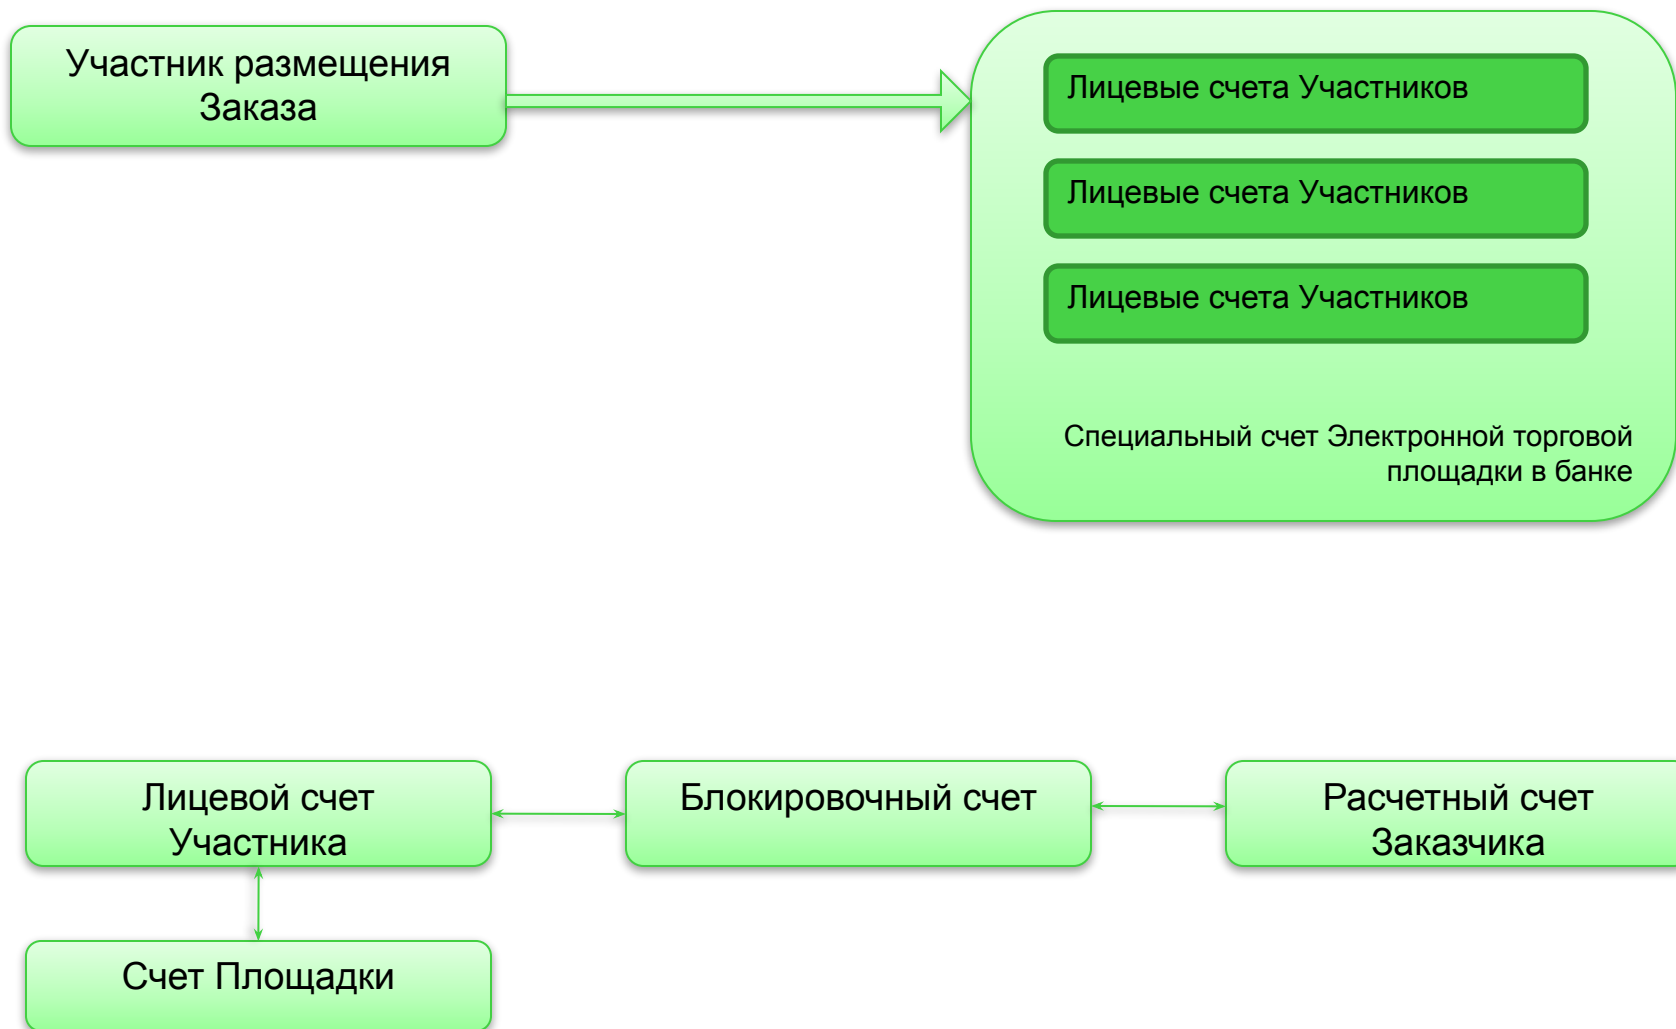 Участник размещения
Заказа
Лицевые счета Участников
Лицевые счета Участников
Лицевые счета Участников
Специальный счет Электронной торговой
площадки в банке
Лицевой счет
Участника
Блокировочный счет
Расчетный счет
Заказчика
Счет Площадки